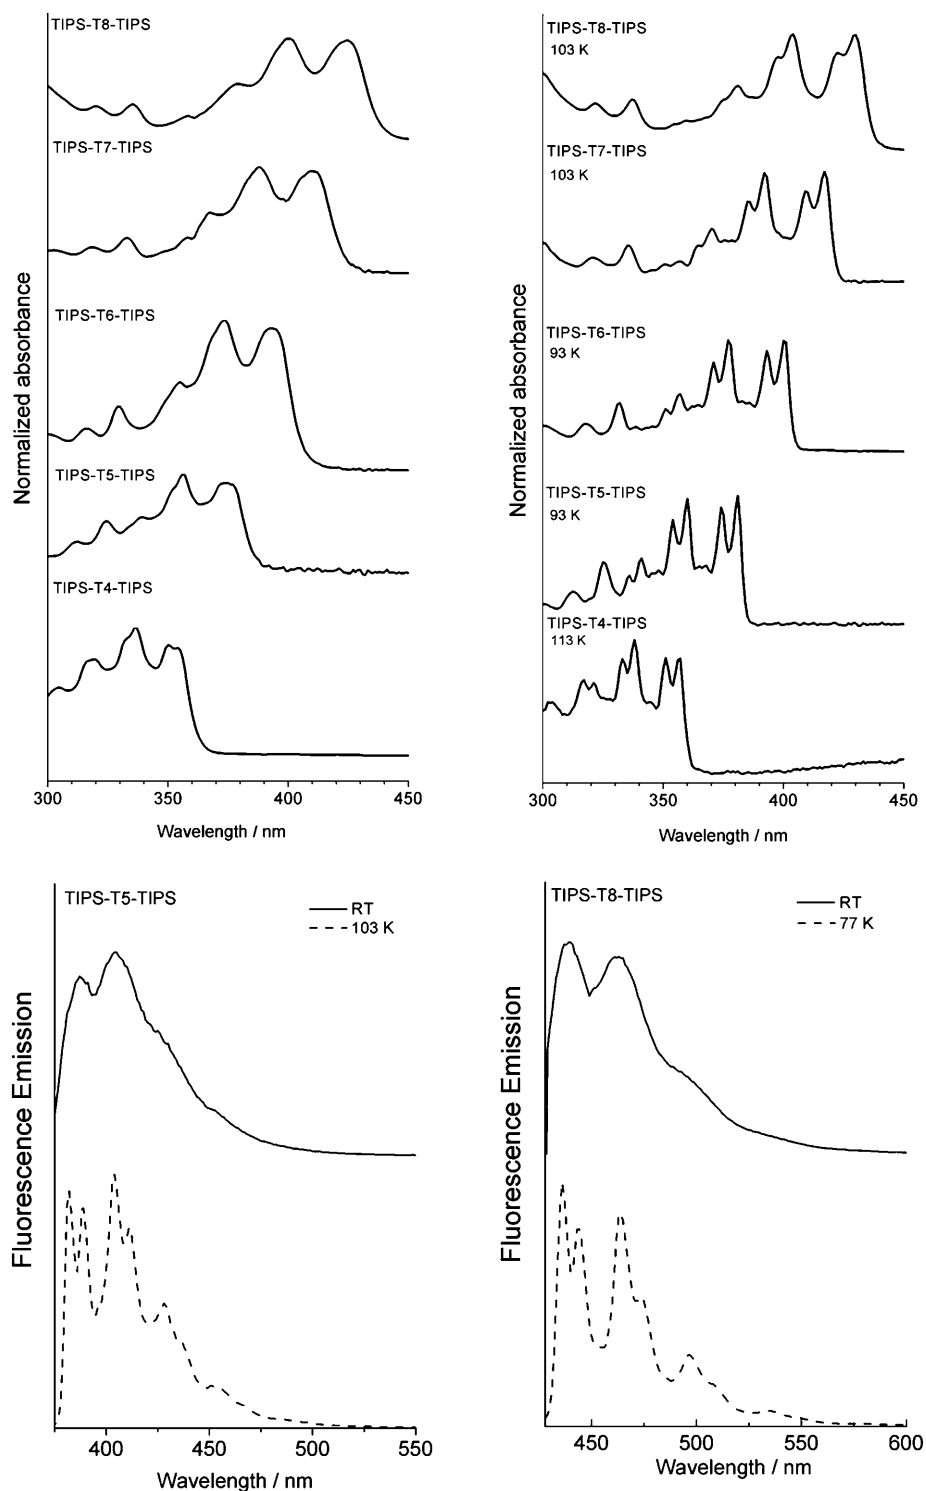 TIPS-T8-TIPS
TIPS-T7-TIPS
TIPS-T6-TIPS
TIPS-T5-TIPS
TIPS-T4-TIPS
Normalized absorbance
300 350 400 450
Wavelength / nm
TIPS-T8-TIPS
103 K
TIPS-T7-TIPS
103 K
TIPS-T6-TIPS
93 K
TIPS-T5-TIPS
93 K
TIPS-T4-TIPS
113 K
Normalized absorbance
300 350 400 450
Wavelength / nm
TIPS-T5-TIPS
RT
103 K
Fluorescence Emission
400 450 500 550
Wavelength / nm
TIPS-T8-TIPS
RT
77 K
Fluorescence Emission
450 500 550 600
Wavelength / nm